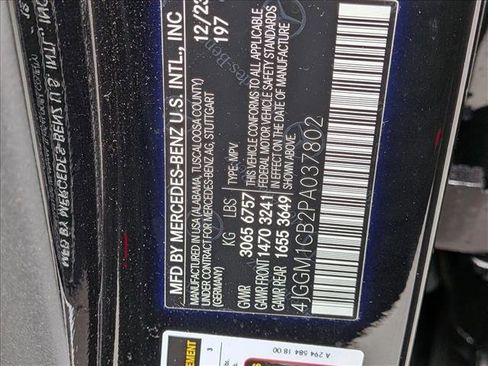 MFD BY MERCEDES-BENZ U.S. INTL., INC
12/23
197
MANUFACTURED IN USA (ALABAMA, TUSCALOOSA COUNTY)
FOR MERCEDES-BENZ AG, STUTTGART
(GERMANY)
TYPE: MPV
THIS VEHICLE CONFORMS TO ALL APPLICABLE
FEDERAL MOTOR VEHICLE SAFETY STANDARDS
IN EFFECT ON THE DATE OF MANUFACTURE
KG LBS
GVWR 3065 6757
GAWR FRONT 1470 3241
GAWR REAR 1655 3649
4JGGM1CB2PA037802
A 294 584 18 00